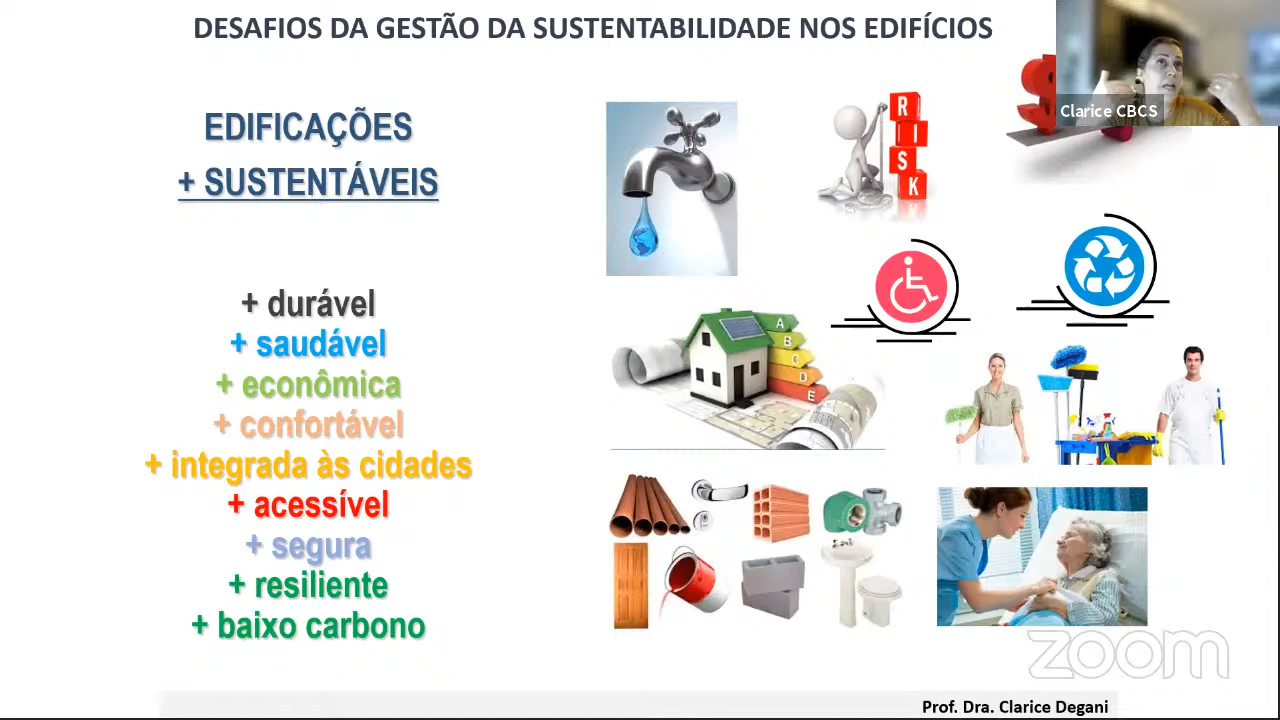 DESAFIOS DA GESTÃO DA SUSTENTABILIDADE NOS EDIFÍCIOS
Clarice CBCS
EDIFICAÇÕES
+ SUSTENTÁVEIS
R
I
S
K
+ durável
+ saudável
+ econômica
+ confortável
+ integrada às cidades
+ acessível
+ segura
+ resiliente
+ baixo carbono
A
B
C
D
E
zoom
Prof. Dra. Clarice Degani